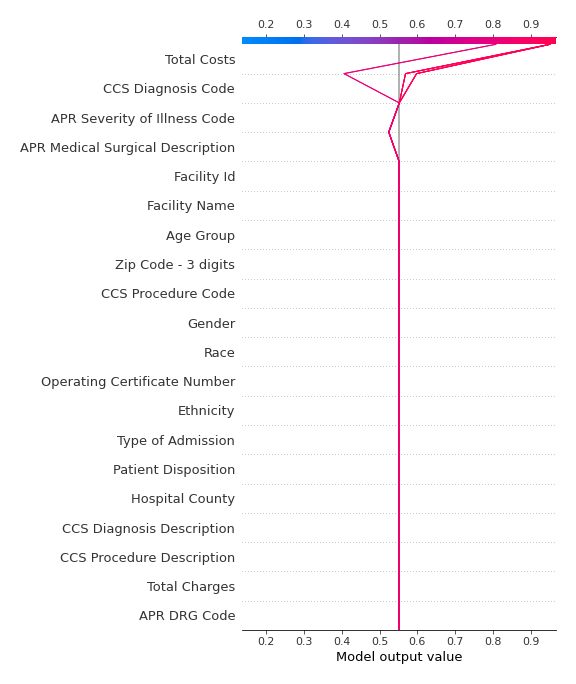 0.2 0.3 0.4 0.5 0.6 0.7 0.8 0.9
Total Costs
CCS Diagnosis Code
APR Severity of Illness Code
APR Medical Surgical Description
Facility Id
Facility Name
Age Group
Zip Code - 3 digits
CCS Procedure Code
Gender
Race
Operating Certificate Number
Ethnicity
Type of Admission
Patient Disposition
Hospital County
CCS Diagnosis Description
CCS Procedure Description
Total Charges
APR DRG Code
0.2 0.3 0.4 0.5 0.6 0.7 0.8 0.9
Model output value